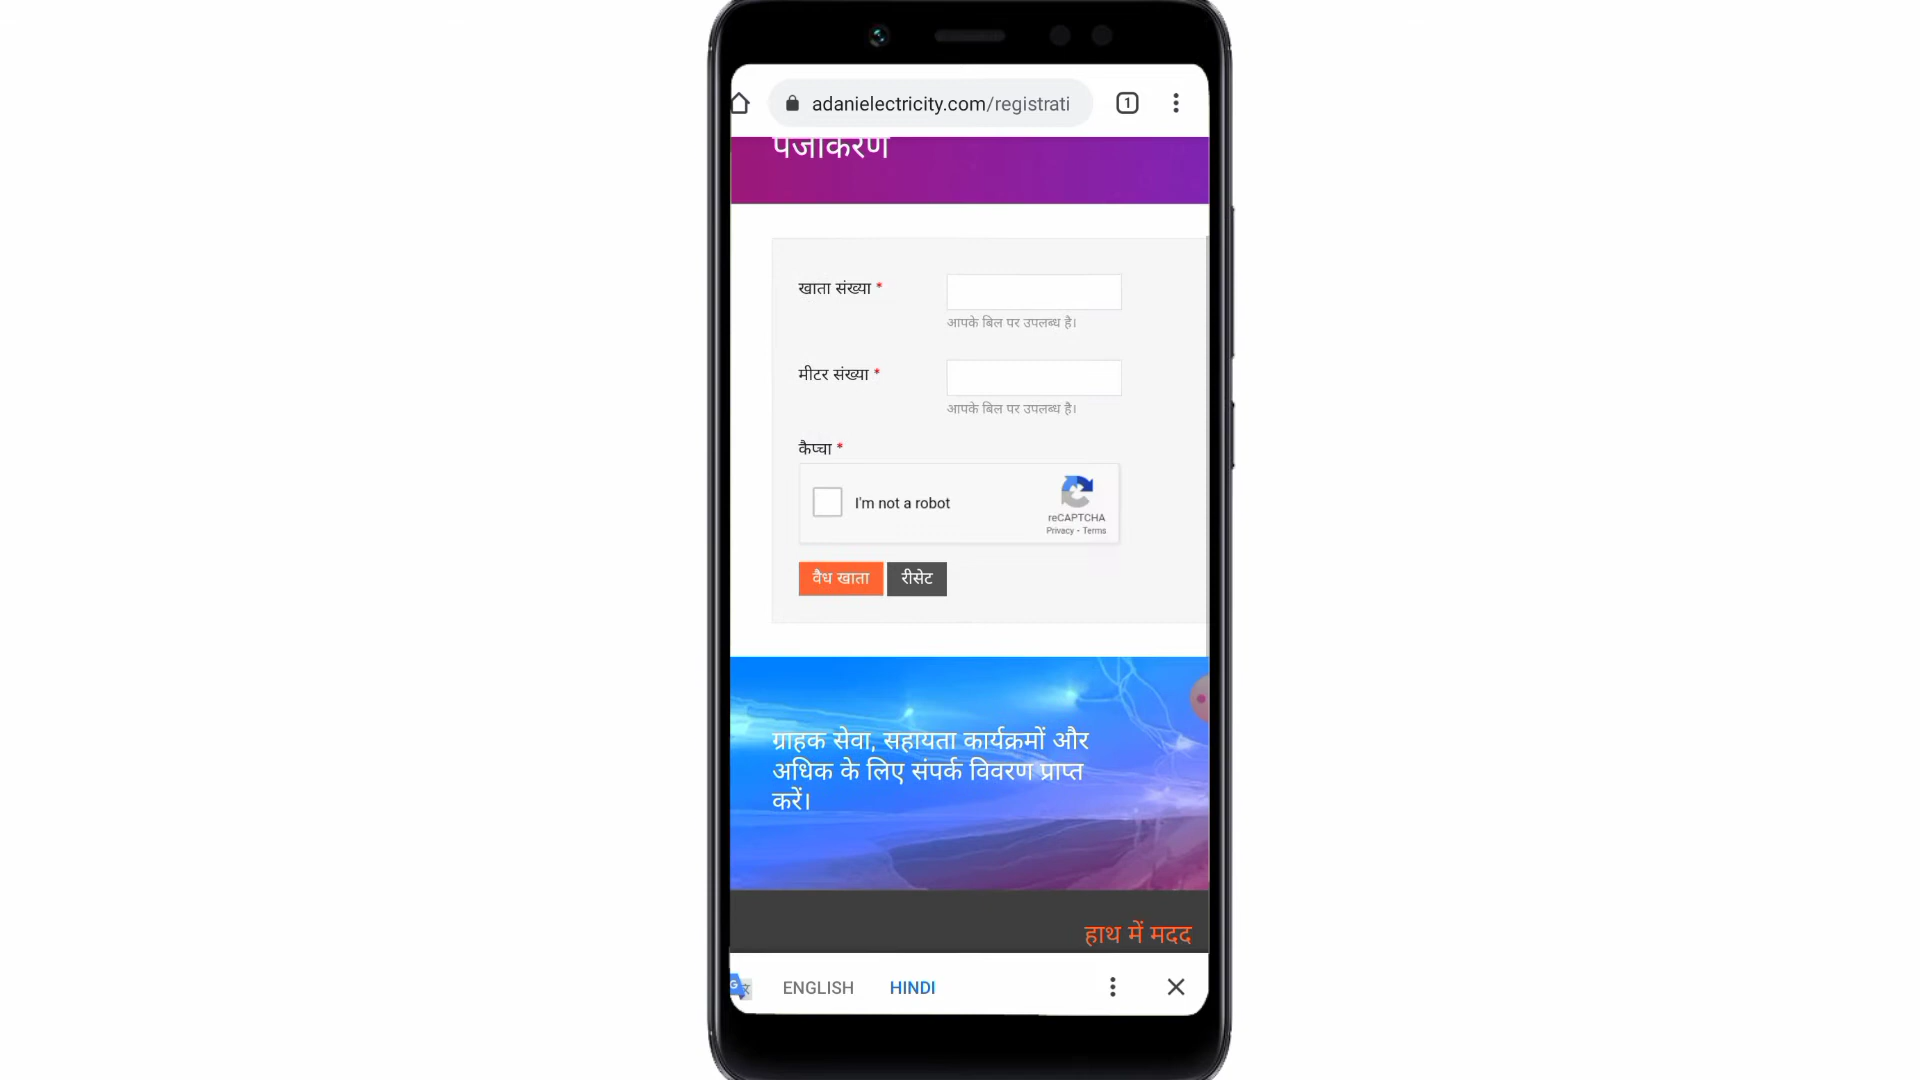 adanielectricity.com/registrati
1
पंजीकरण
खाता संख्या *
आपके बिल पर उपलब्ध है।
मीटर संख्या *
आपके बिल पर उपलब्ध है।
कैप्चा *
I'm not a robot
reCAPTCHA
Privacy - Terms
वैध खाता
रीसेट
ग्राहक सेवा, सहायता कार्यक्रमों और
अधिक के लिए संपर्क विवरण प्राप्त
करें।
हाथ में मदद
ENGLISH
HINDI